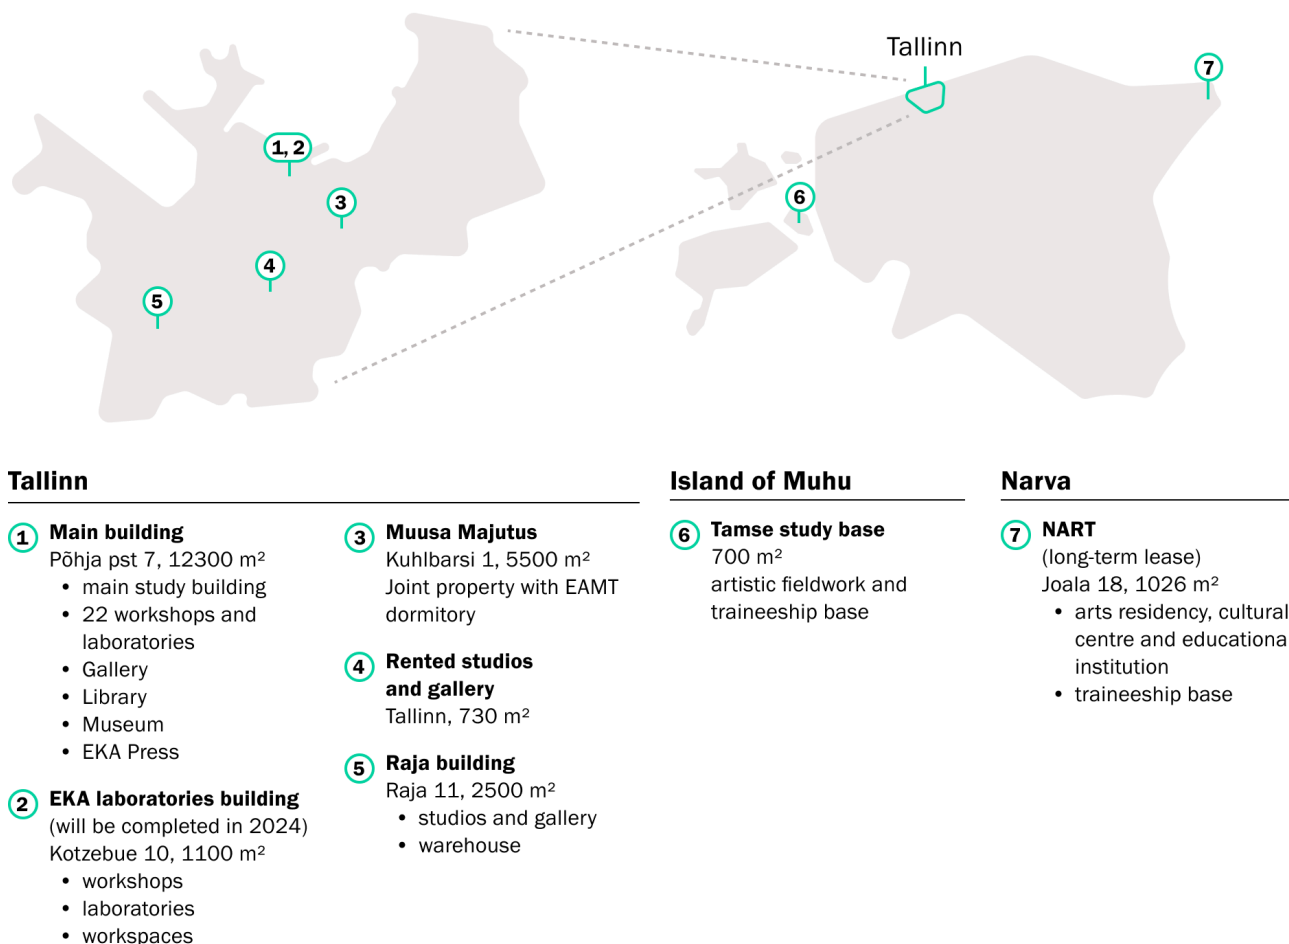 Tallinn
7
1, 2
3
6
4
5
Tallinn
1
Main building
Põhja pst 7, 12300 m²
• main study building
• 22 workshops and
laboratories
• Gallery
• Library
• Museum
• EKA Press
2
EKA laboratories building
(will be completed in 2024)
Kotzebue 10, 1100 m²
• workshops
• laboratories
• workspaces
3
Muusa Majutus
Kuhlbarsi 1, 5500 m²
Joint property with EAMT
dormitory
4
Rented studios
and gallery
Tallinn, 730 m²
5
Raja building
Raja 11, 2500 m²
• studios and gallery
• warehouse
Island of Muhu
6
Tamse study base
700 m²
artistic fieldwork and
traineeship base
Narva
7
NART
(long-term lease)
Joala 18, 1026 m²
• arts residency, cultural
centre and educationa
institution
• traineeship base